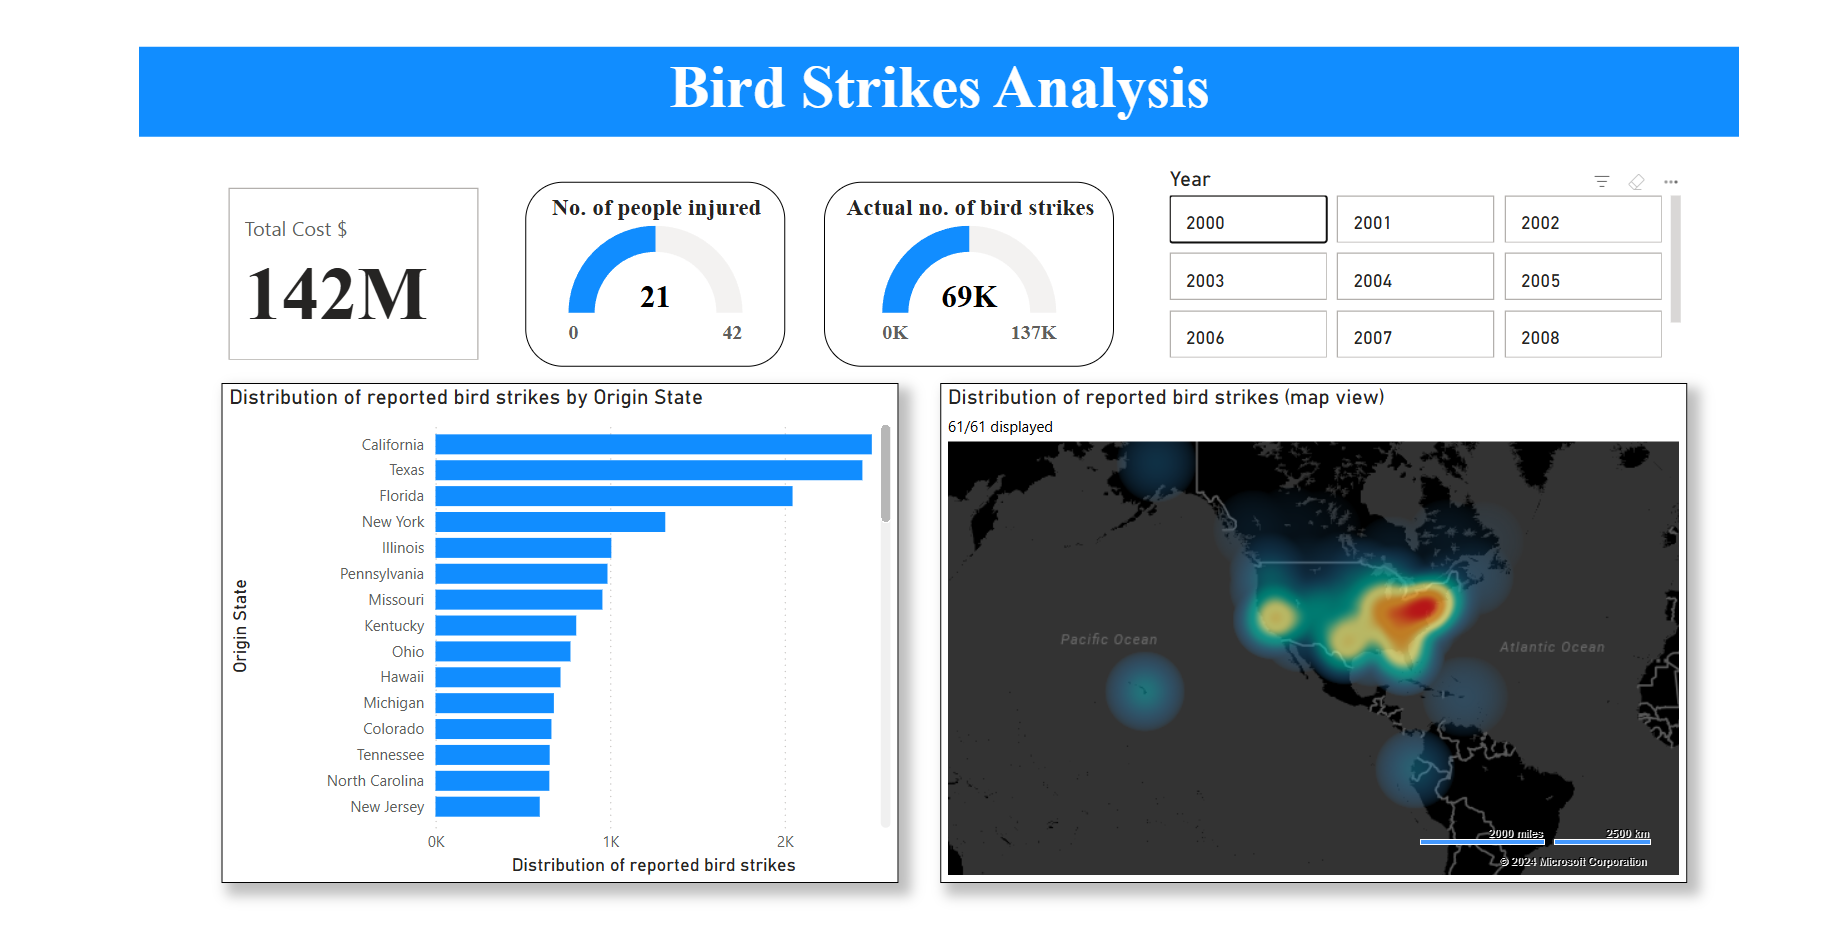 Bird Strikes Analysis
Total Cost $
142M
No. of people injured
21
0
42
Actual no. of bird strikes
69K
0K
137K
Year
2000
2001
2002
2003
2004
2005
2006
2007
2008
Distribution of reported bird strikes by Origin State
Origin State
California
Texas
Florida
New York
Illinois
Pennsylvania
Missouri
Kentucky
Ohio
Hawaii
Michigan
Colorado
Tennessee
North Carolina
New Jersey
0K
1K
2K
Distribution of reported bird strikes
Distribution of reported bird strikes (map view)
61/61 displayed
Pacific Ocean
Atlantic Ocean
2000 miles
2500 km
© 2024 Microsoft Corporation